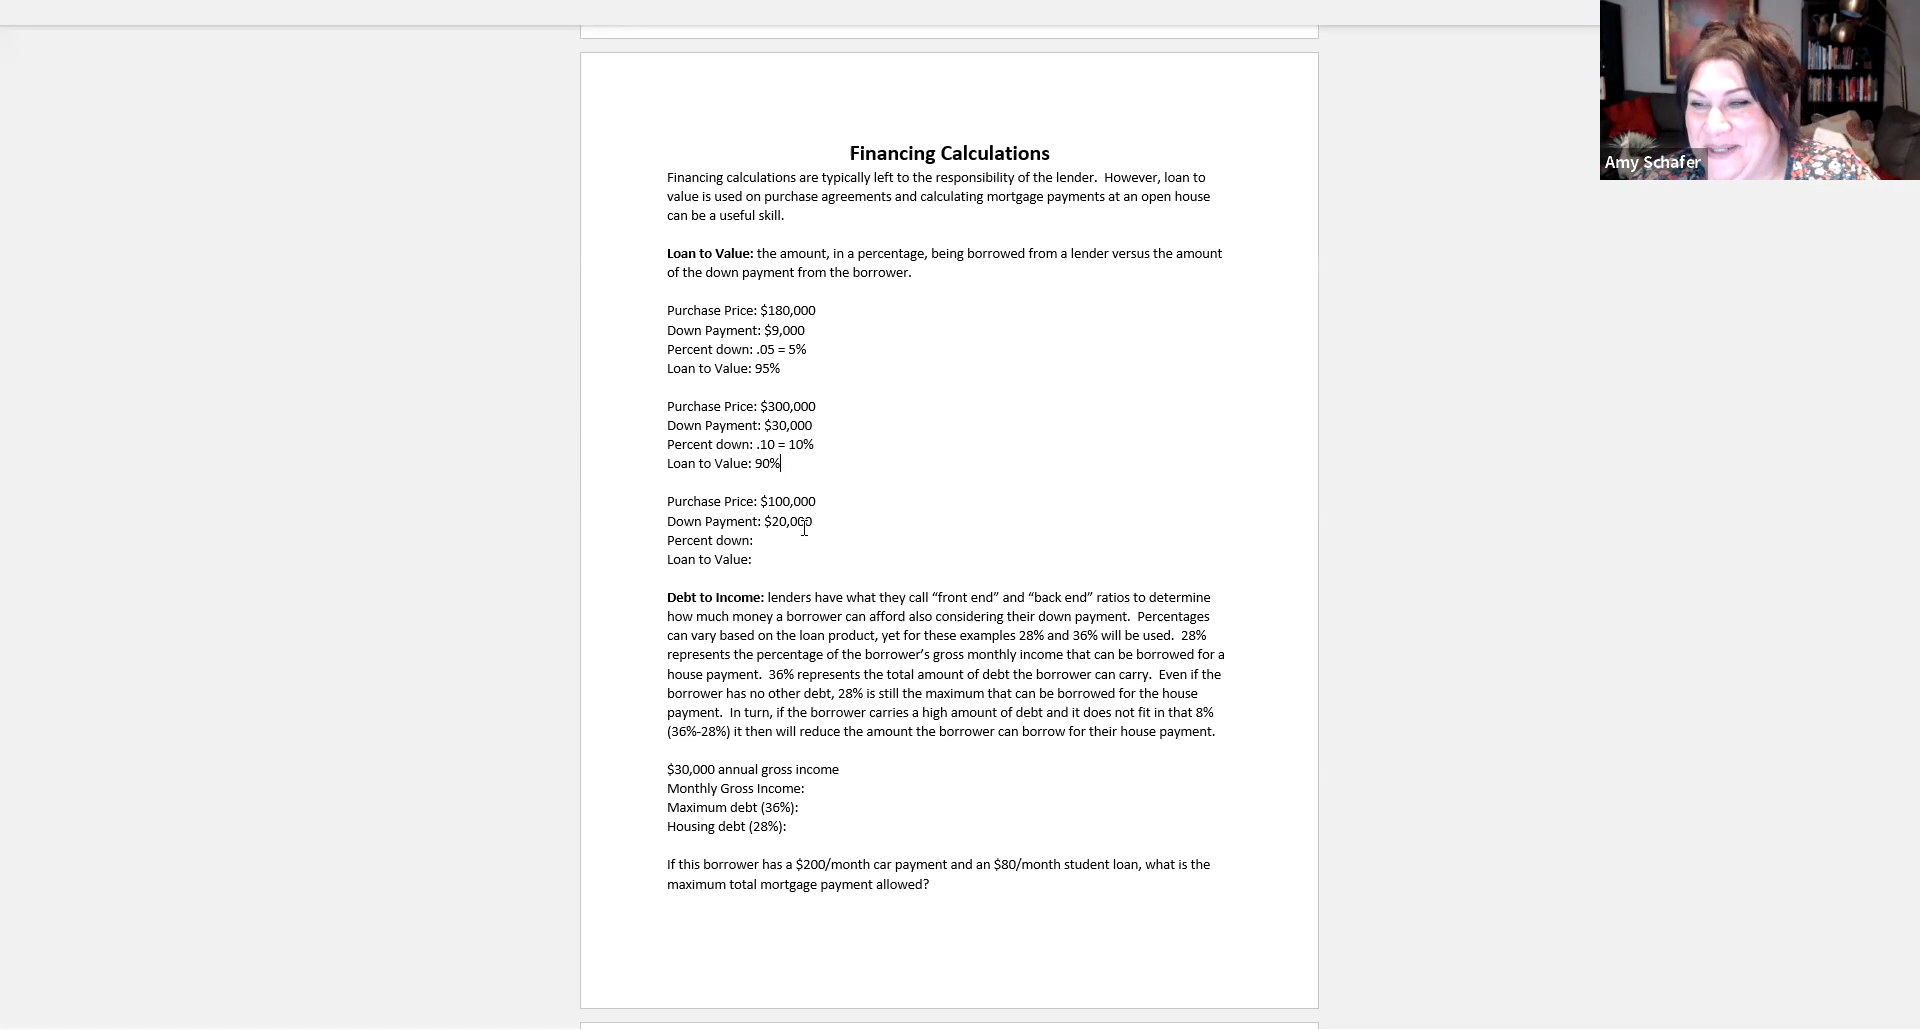 Financing Calculations
Financing calculations are typically left to the responsibility of the lender.  However, loan to
value is used on purchase agreements and calculating mortgage payments at an open house
can be a useful skill.
Loan to Value: the amount, in a percentage, being borrowed from a lender versus the amount
of the down payment from the borrower.
Purchase Price: $180,000
Down Payment: $9,000
Percent down: .05 = 5%
Loan to Value: 95%
Purchase Price: $300,000
Down Payment: $30,000
Percent down: .10 = 10%
Loan to Value: 90%
Purchase Price: $100,000
Down Payment: $20,000
Percent down:
Loan to Value:
Debt to Income: lenders have what they call “front end” and “back end” ratios to determine
how much money a borrower can afford also considering their down payment.  Percentages
can vary based on the loan product, yet for these examples 28% and 36% will be used.  28%
represents the percentage of the borrower’s gross monthly income that can be borrowed for a
house payment.  36% represents the total amount of debt the borrower can carry.  Even if the
borrower has no other debt, 28% is still the maximum that can be borrowed for the house
payment.  In turn, if the borrower carries a high amount of debt and it does not fit in that 8%
(36%-28%) it then will reduce the amount the borrower can borrow for their house payment.
$30,000 annual gross income
Monthly Gross Income:
Maximum debt (36%):
Housing debt (28%):
If this borrower has a $200/month car payment and an $80/month student loan, what is the
maximum total mortgage payment allowed?
Amy Schafer